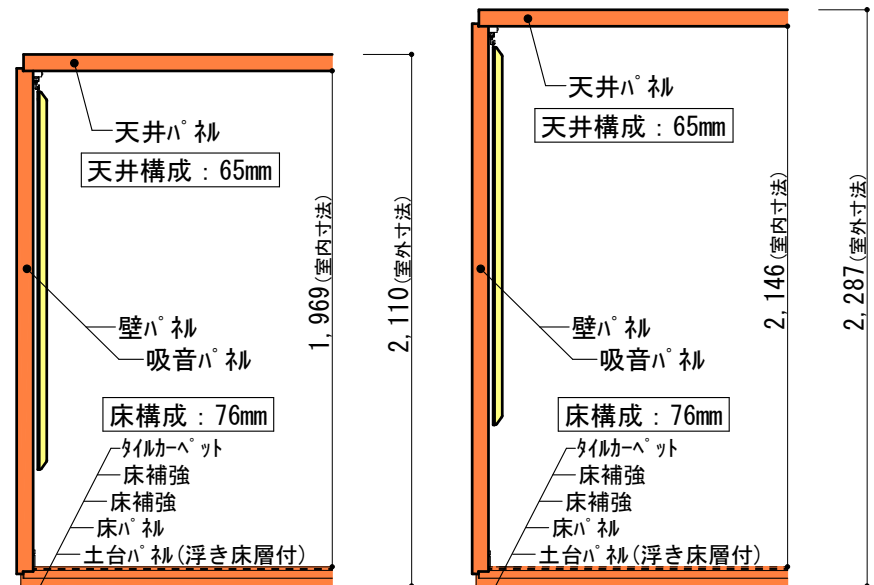 天井パネル
天井構成：65mm
1,969(室内寸法)
2,110(室外寸法)
壁パネル
吸音パネル
床構成：76mm
タイルカーペット
床補強
床補強
床パネル
土台パネル(浮き床層付)
天井パネル
天井構成：65mm
2,146(室内寸法)
2,287(室外寸法)
壁パネル
吸音パネル
床構成：76mm
タイルカーペット
床補強
床補強
床パネル
土台パネル(浮き床層付)